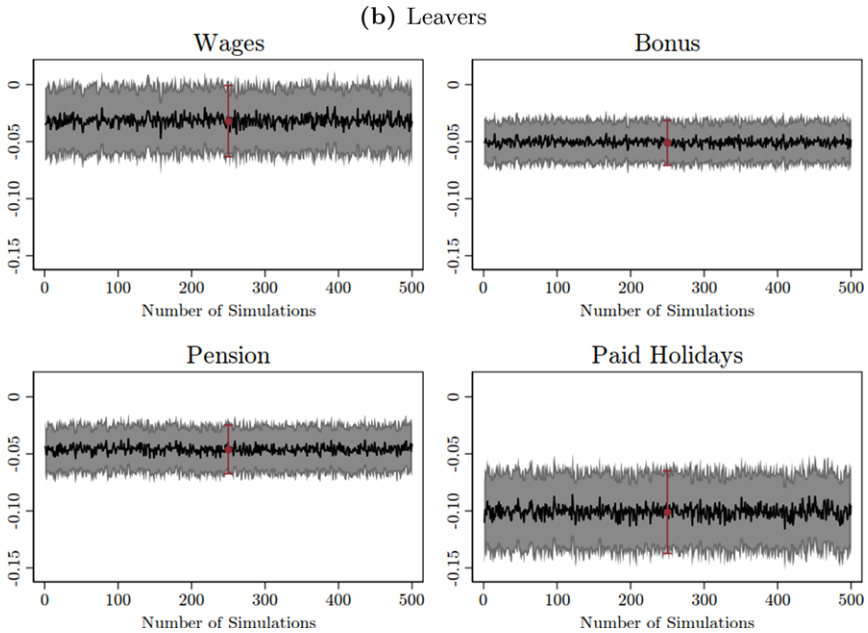 (b) Leavers
Wages
0
-0.05
-0.10
-0.15
0 100 200 300 400 500
Number of Simulations
Bonus
0
-0.05
-0.10
-0.15
0 100 200 300 400 500
Number of Simulations
Pension
0
-0.05
-0.10
-0.15
0 100 200 300 400 500
Number of Simulations
Paid Holidays
0
-0.05
-0.10
-0.15
0 100 200 300 400 500
Number of Simulations